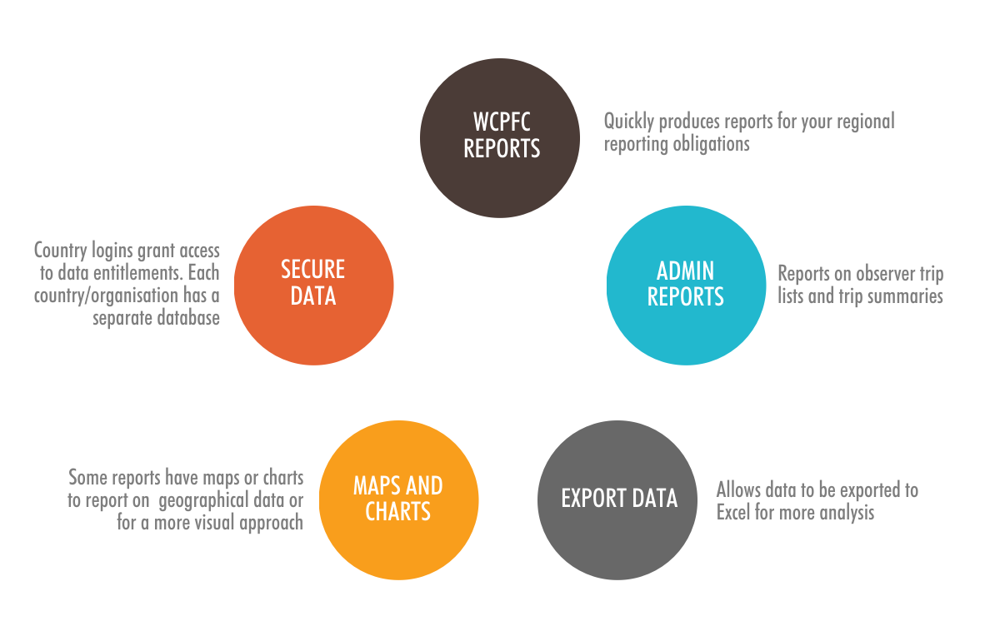 WCPFC
REPORTS
Quickly produces reports for your regional
reporting obligations
ADMIN
REPORTS
Reports on observer trip
lists and trip summaries
EXPORT DATA
Allows data to be exported to
Excel for more analysis
MAPS AND
CHARTS
Some reports have maps or charts
to report on  geographical data or
for a more visual approach
SECURE
DATA
Country logins grant access
to data entitlements. Each
country/organisation has a
separate database